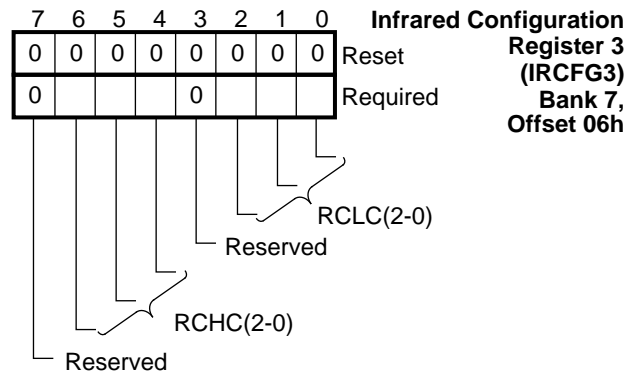 7 6 5 4 3 2 1 0
Infrared Configuration
Register 3
(IRCFG3)
Bank 7,
Offset 06h
0 0 0 0 0 0 0 0 Reset
0 0 Required
RCLC(2-0)
Reserved
RCHC(2-0)
Reserved